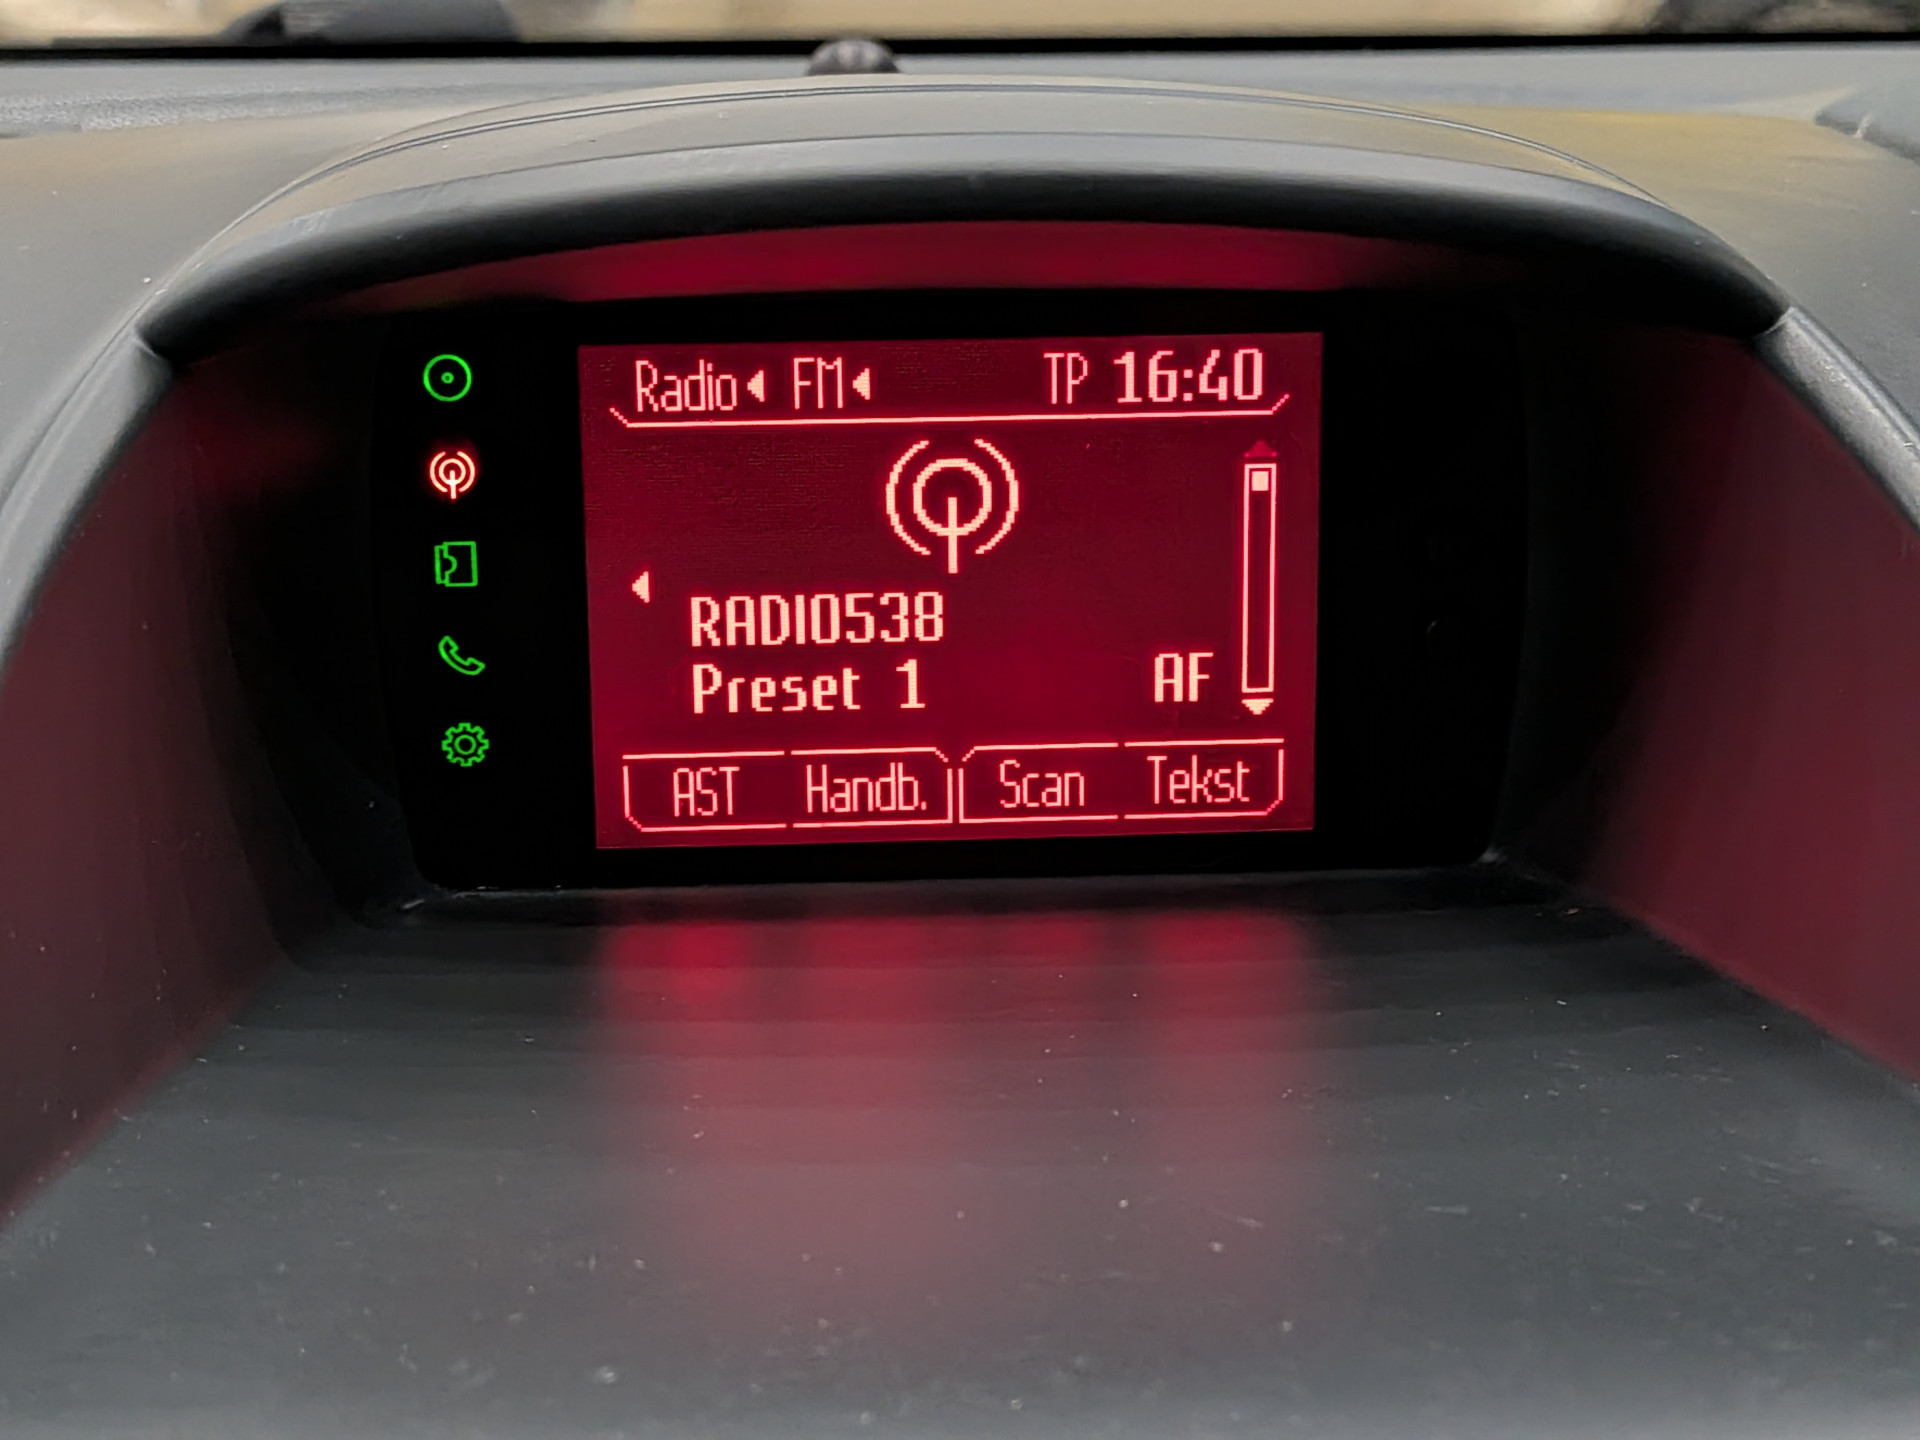 Radio FM TP 16:40
RADIO538
Preset 1 AF
AST Handb. Scan Tekst